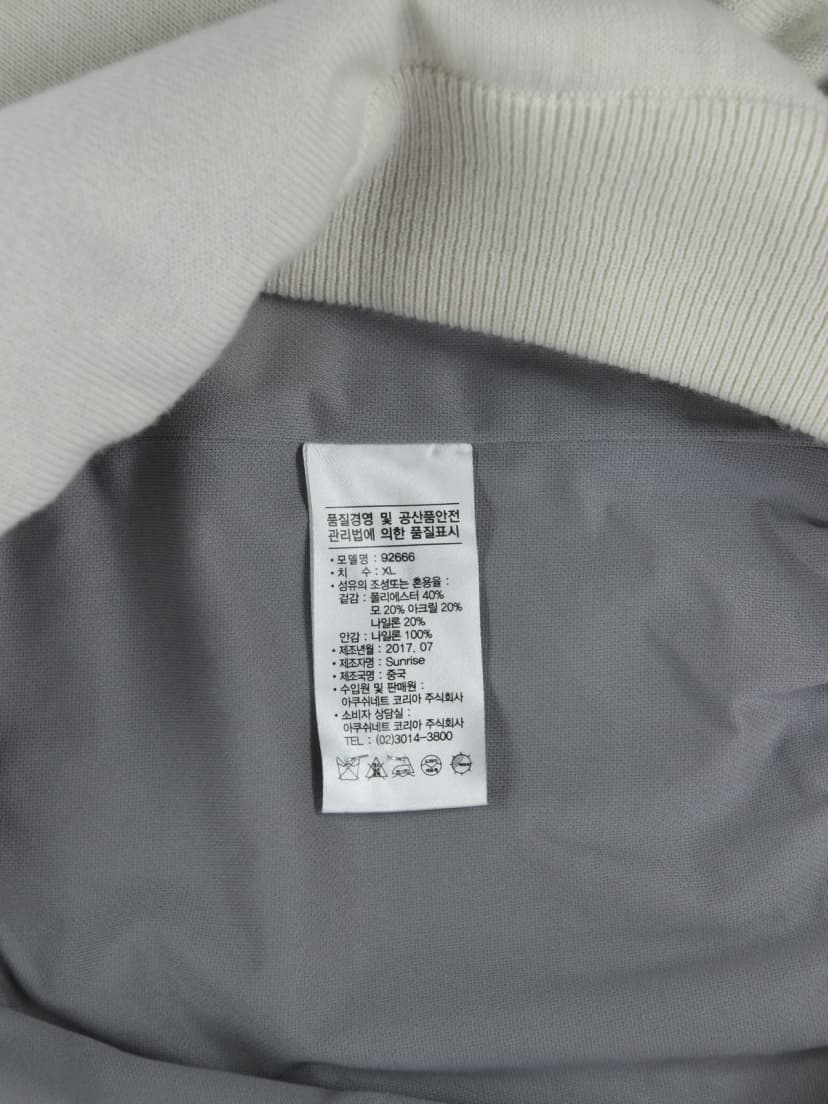 품질경영 및 공산품안전
관리법에 의한 품질표시
• 모델명 : 92666
• 치 수 : XL
• 섬유의 조성또는 혼용율 :
겉감 : 폴리에스터 40%
모 20% 아크릴 20%
나일론 20%
안감 : 나일론 100%
• 제조년월 : 2017. 07
• 제조자명 : Sunrise
• 제조국명 : 중국
• 수입원 및 판매원 :
아쿠쉬네트 코리아 주식회사
• 소비자 상담실 :
아쿠쉬네트 코리아 주식회사
TEL : (02)3014-3800